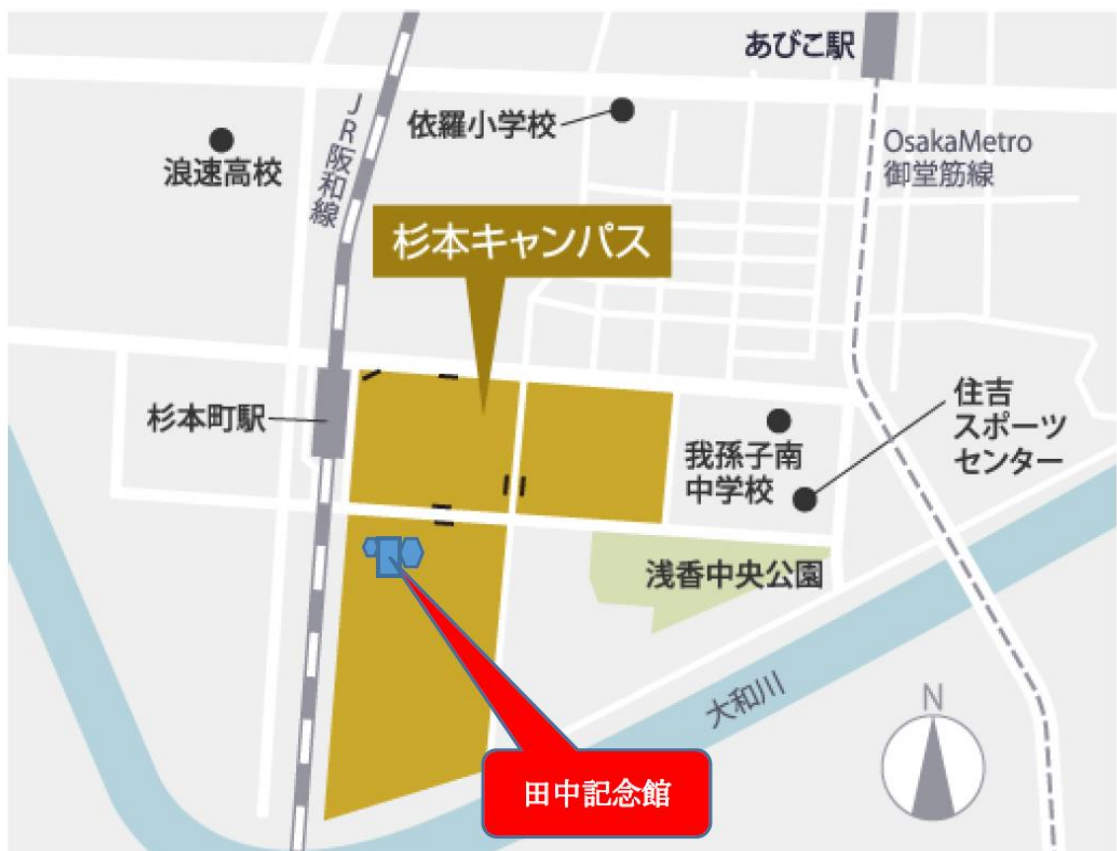 あびこ駅
依羅小学校
浪速高校
JR阪和線
OsakaMetro
御堂筋線
杉本キャンパス
杉本町駅
住吉
スポーツ
センター
我孫子南
中学校
浅香中央公園
大和川
N
田中記念館